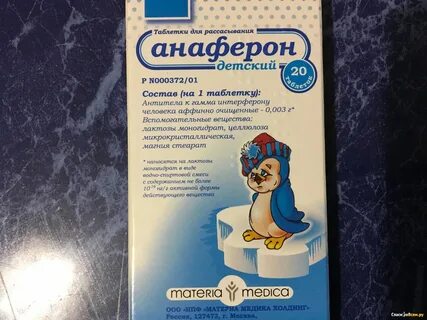 Таблетки для рассасывания
анаферон
детский
20
таблеток
Р N000372/01
Состав (на 1 таблетку):
Антитела к гамма интерферону
человека аффинно очищенные - 0,003 г*
Вспомогательные вещества:
лактозы моногидрат, целлюлоза
микрокристаллическая,
магния стеарат
* наносятся на лактозы
моногидрат в виде
водно-спиртовой смеси
с содержанием не более
нг/г активной формы
действующего вещества
materia medica
ООО «НПФ «МАТЕРИА МЕДИКА ХОЛДИНГ»
Россия, 127473, г. Москва,